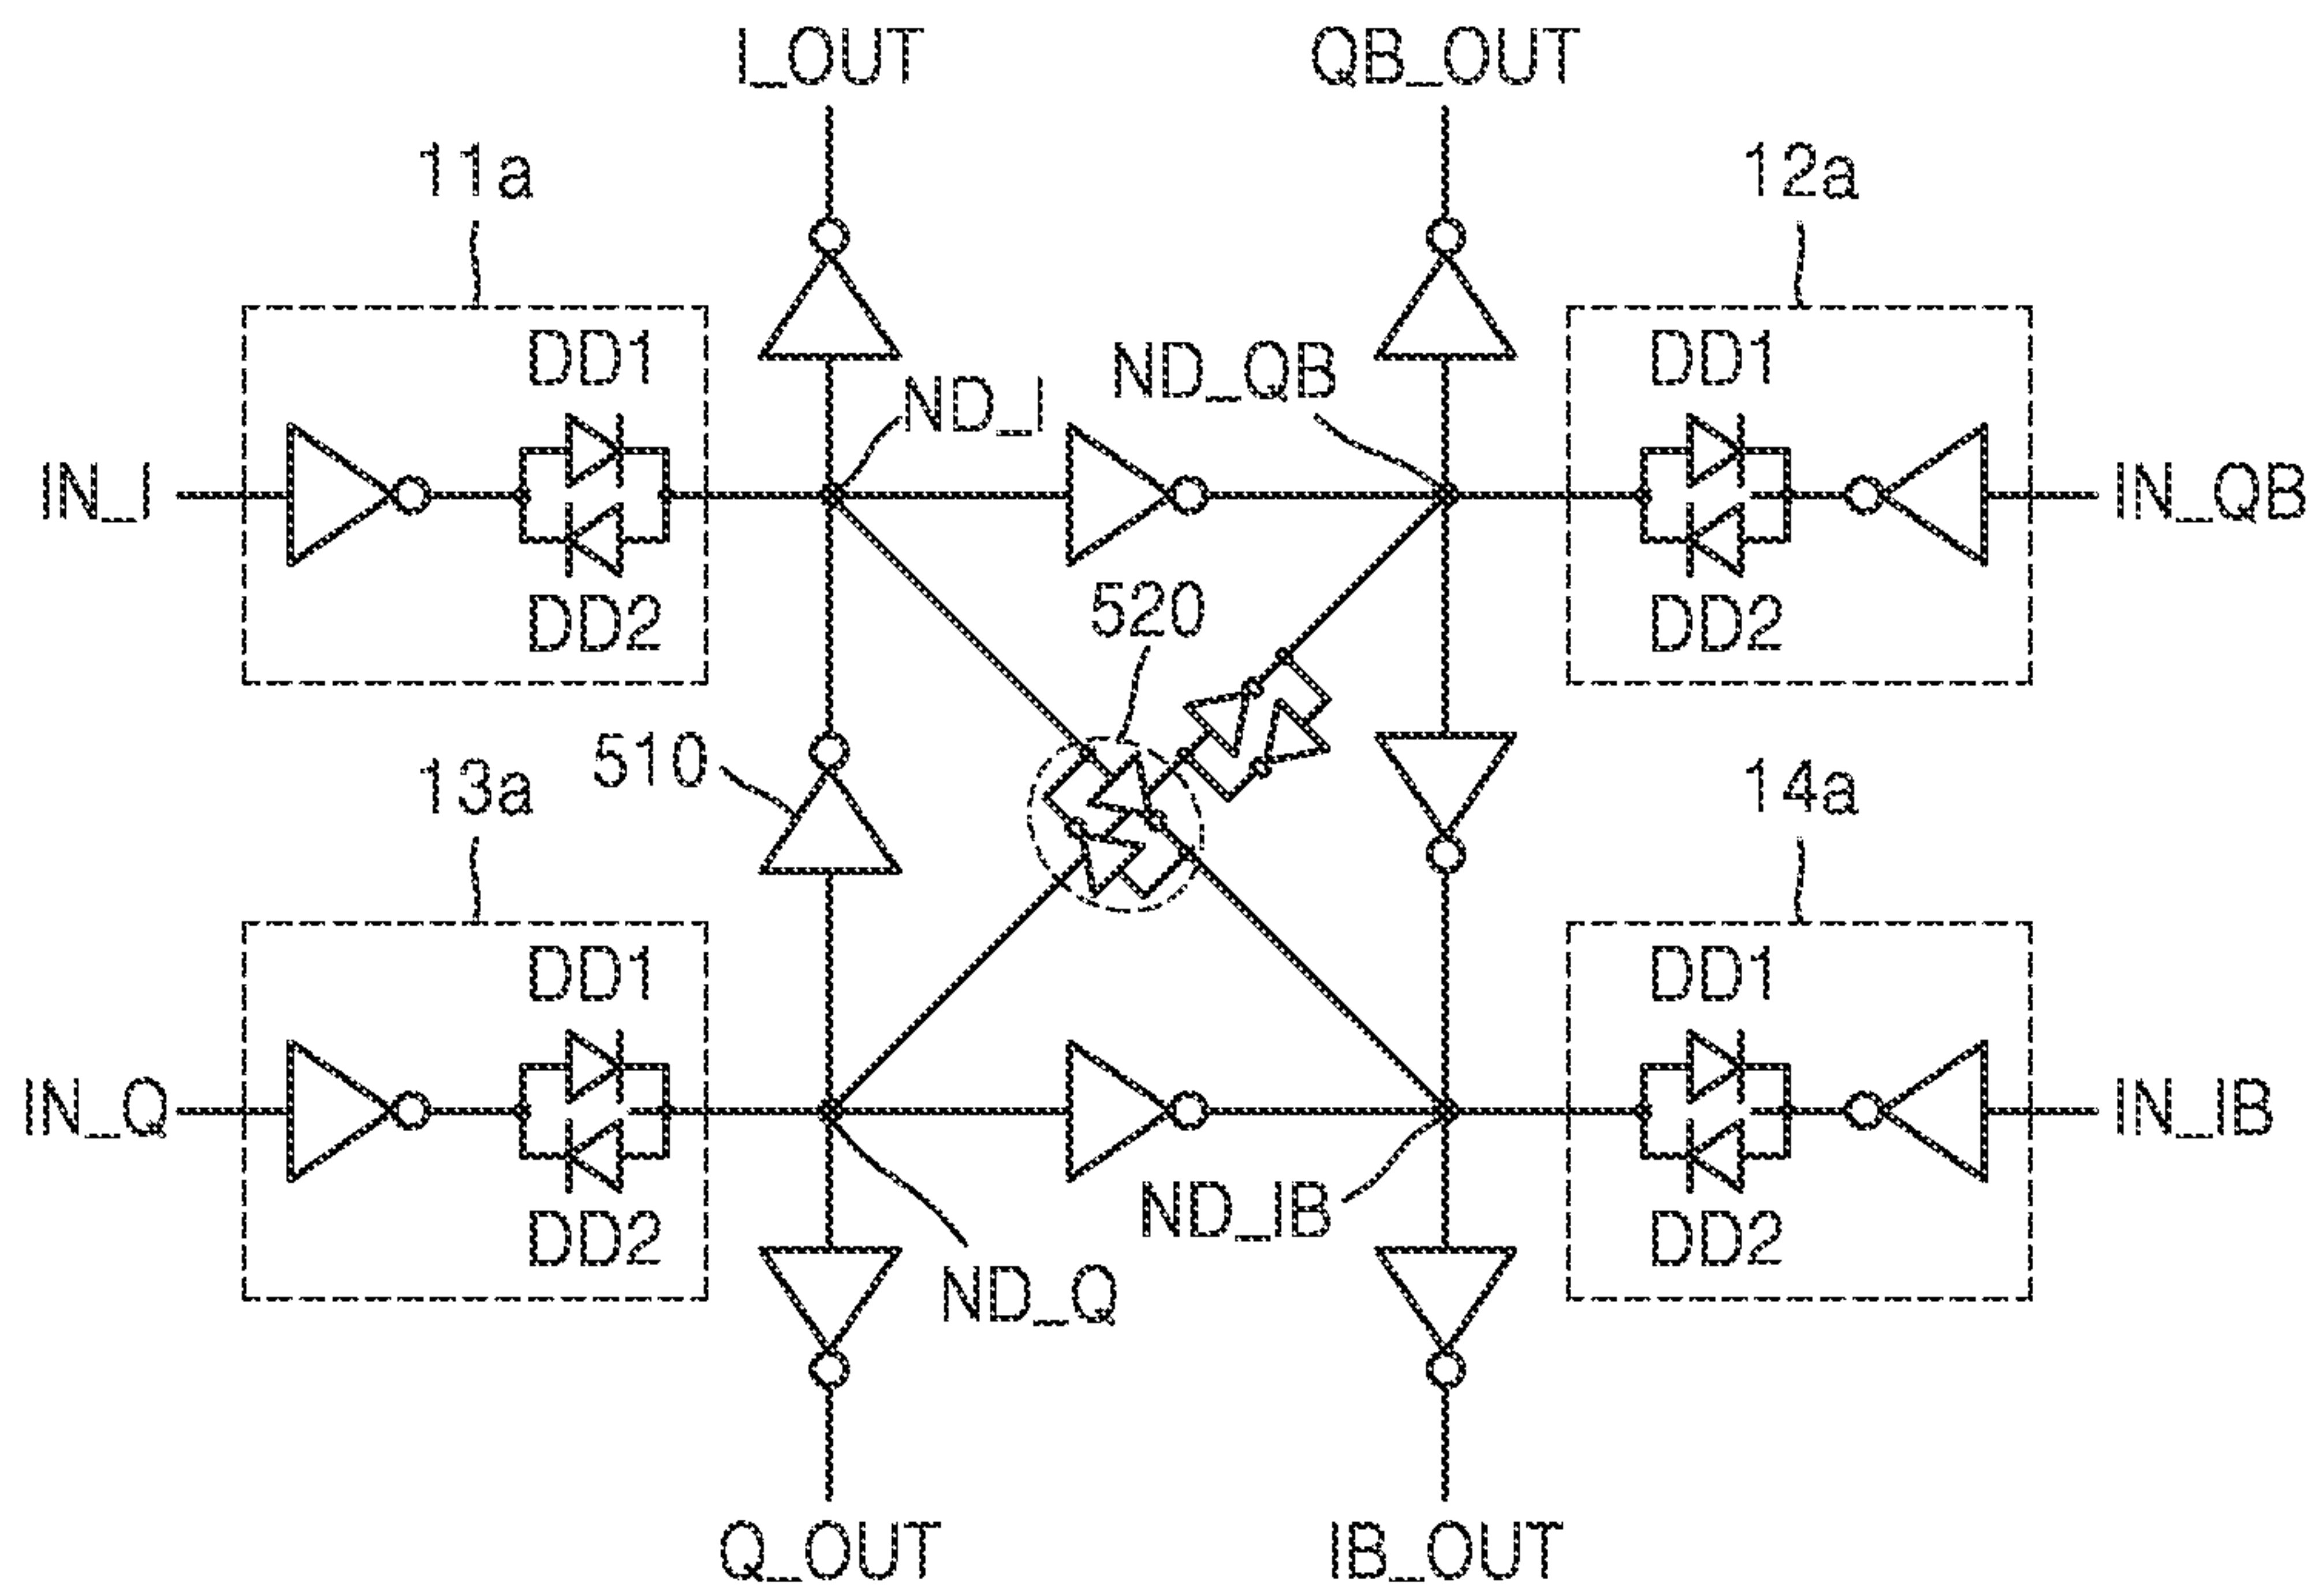 I_OUT
QB_OUT
11a
12a
DD1
ND_I
ND_QB
DD1
IN_I
IN_QB
DD2
520
DD2
510
13a
14a
DD1
DD1
IN_Q
IN_IB
DD2
ND_Q
ND_IB
DD2
Q_OUT
IB_OUT